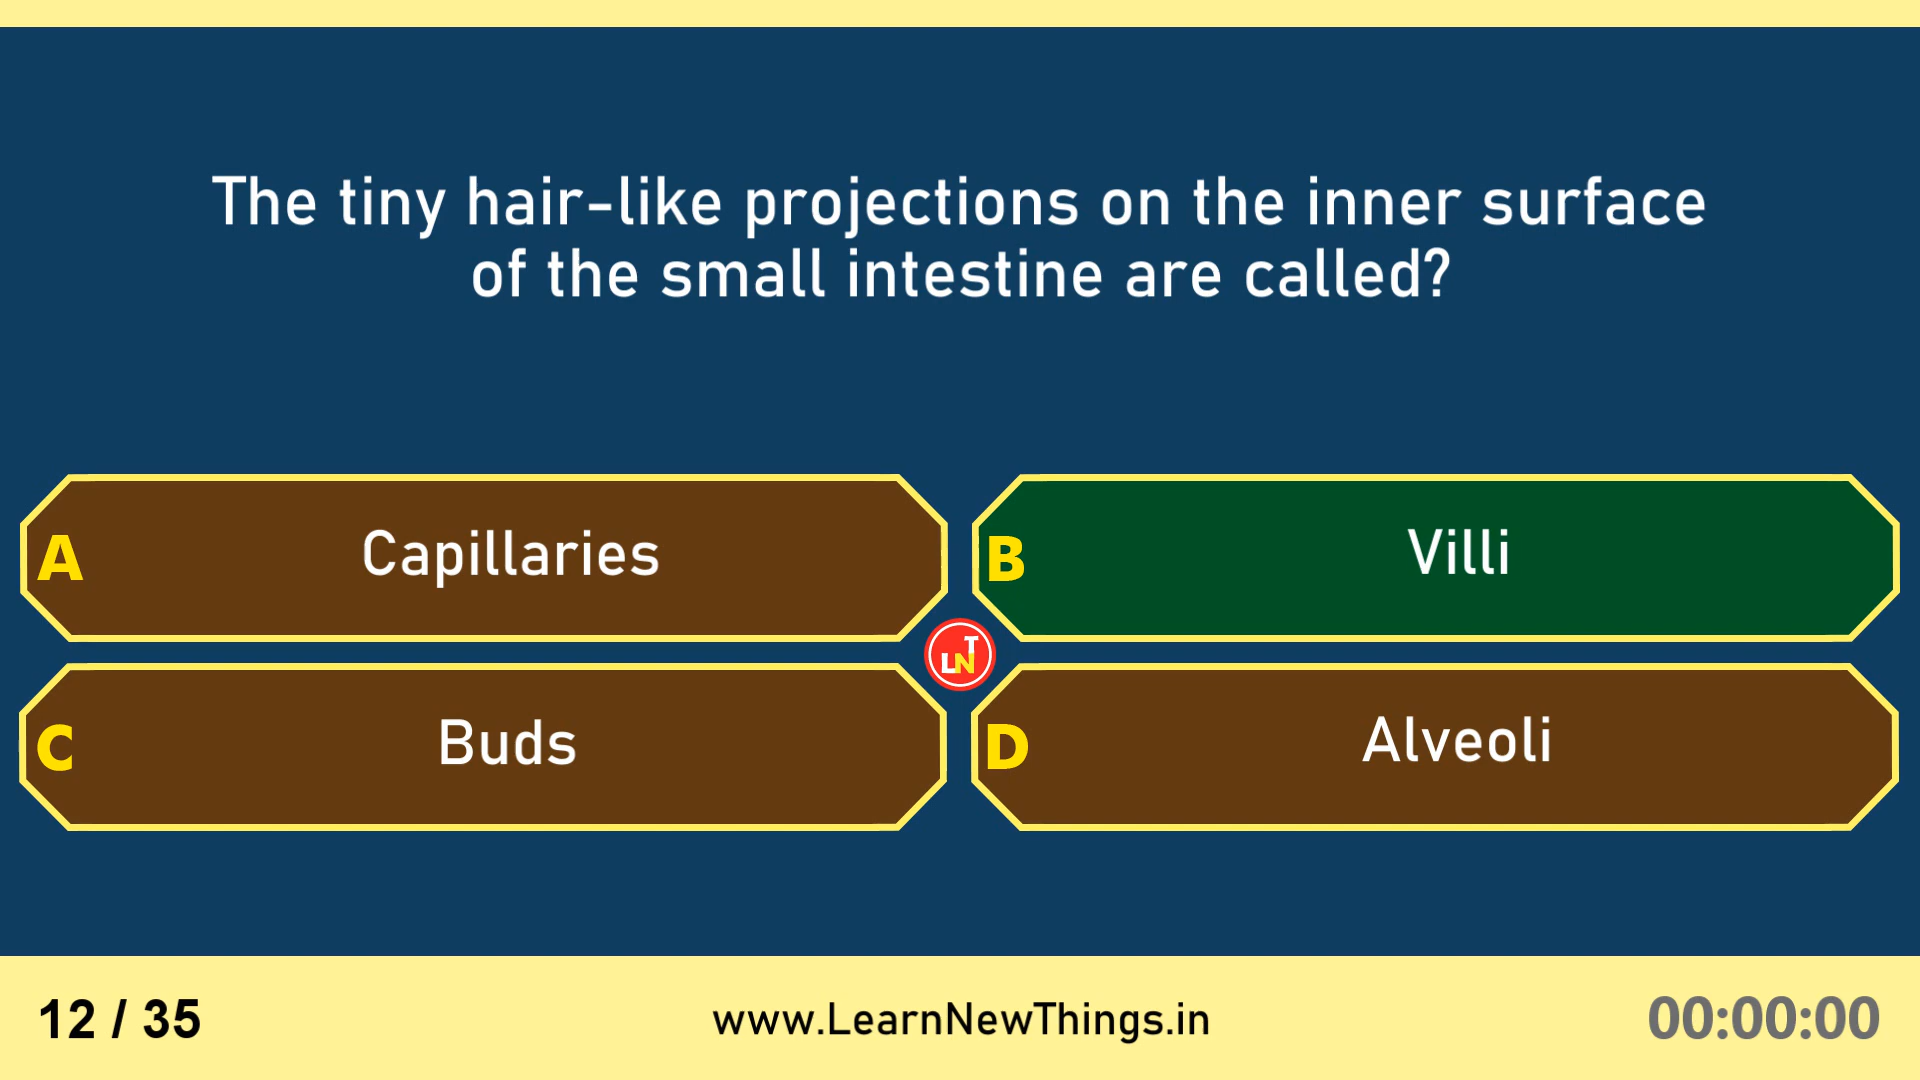 The tiny hair-like projections on the inner surface
of the small intestine are called?
A Capillaries
B Villi
LNT
C Buds
D Alveoli
12 / 35
www.LearnNewThings.in
00:00:00